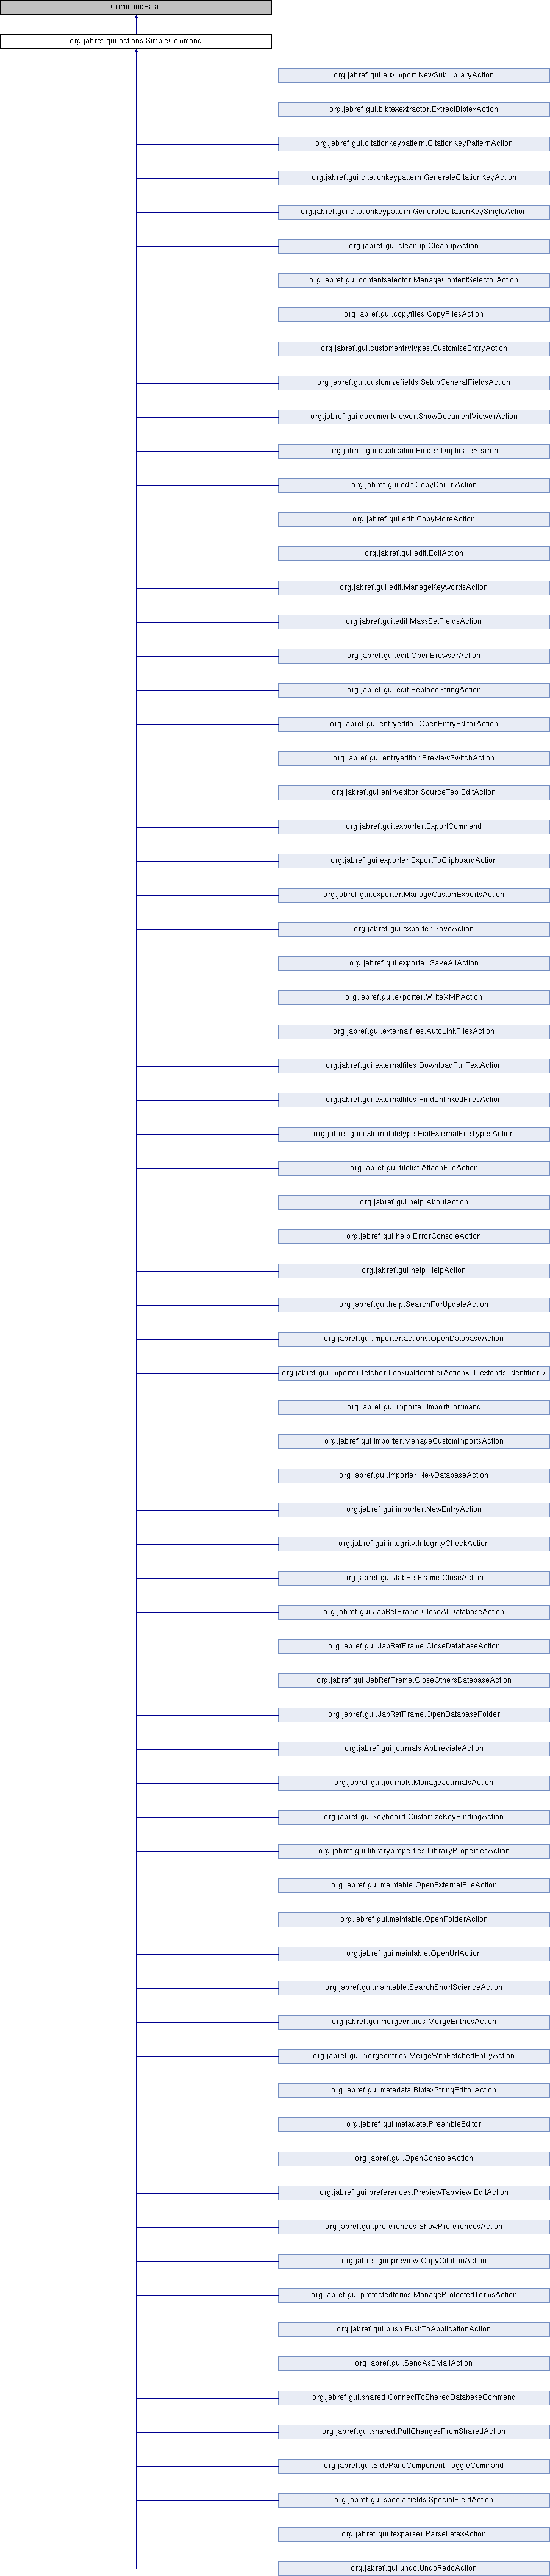 CommandBase
org.jabref.gui.actions.SimpleCommand
org.jabref.gui.auximport.NewSubLibraryAction
org.jabref.gui.bibtexextractor.ExtractBibtexAction
org.jabref.gui.citationkeypattern.CitationKeyPatternAction
org.jabref.gui.citationkeypattern.GenerateCitationKeyAction
org.jabref.gui.citationkeypattern.GenerateCitationKeySingleAction
org.jabref.gui.cleanup.CleanupAction
org.jabref.gui.contentselector.ManageContentSelectorAction
org.jabref.gui.copyfiles.CopyFilesAction
org.jabref.gui.customentrytypes.CustomizeEntryAction
org.jabref.gui.customizefields.SetupGeneralFieldsAction
org.jabref.gui.documentviewer.ShowDocumentViewerAction
org.jabref.gui.duplicationFinder.DuplicateSearch
org.jabref.gui.edit.CopyDoiUrlAction
org.jabref.gui.edit.CopyMoreAction
org.jabref.gui.edit.EditAction
org.jabref.gui.edit.ManageKeywordsAction
org.jabref.gui.edit.MassSetFieldsAction
org.jabref.gui.edit.OpenBrowserAction
org.jabref.gui.edit.ReplaceStringAction
org.jabref.gui.entryeditor.OpenEntryEditorAction
org.jabref.gui.entryeditor.PreviewSwitchAction
org.jabref.gui.entryeditor.SourceTab.EditAction
org.jabref.gui.exporter.ExportCommand
org.jabref.gui.exporter.ExportToClipboardAction
org.jabref.gui.exporter.ManageCustomExportsAction
org.jabref.gui.exporter.SaveAction
org.jabref.gui.exporter.SaveAllAction
org.jabref.gui.exporter.WriteXMPAction
org.jabref.gui.externalfiles.AutoLinkFilesAction
org.jabref.gui.externalfiles.DownloadFullTextAction
org.jabref.gui.externalfiles.FindUnlinkedFilesAction
org.jabref.gui.externalfiletype.EditExternalFileTypesAction
org.jabref.gui.filelist.AttachFileAction
org.jabref.gui.help.AboutAction
org.jabref.gui.help.ErrorConsoleAction
org.jabref.gui.help.HelpAction
org.jabref.gui.help.SearchForUpdateAction
org.jabref.gui.importer.actions.OpenDatabaseAction
org.jabref.gui.importer.fetcher.LookupIdentifierAction< T extends Identifier >
org.jabref.gui.importer.ImportCommand
org.jabref.gui.importer.ManageCustomImportsAction
org.jabref.gui.importer.NewDatabaseAction
org.jabref.gui.importer.NewEntryAction
org.jabref.gui.integrity.IntegrityCheckAction
org.jabref.gui.JabRefFrame.CloseAction
org.jabref.gui.JabRefFrame.CloseAllDatabaseAction
org.jabref.gui.JabRefFrame.CloseDatabaseAction
org.jabref.gui.JabRefFrame.CloseOthersDatabaseAction
org.jabref.gui.JabRefFrame.OpenDatabaseFolder
org.jabref.gui.journals.AbbreviateAction
org.jabref.gui.journals.ManageJournalsAction
org.jabref.gui.keyboard.CustomizeKeyBindingAction
org.jabref.gui.libraryproperties.LibraryPropertiesAction
org.jabref.gui.maintable.OpenExternalFileAction
org.jabref.gui.maintable.OpenFolderAction
org.jabref.gui.maintable.OpenUrlAction
org.jabref.gui.maintable.SearchShortScienceAction
org.jabref.gui.mergeentries.MergeEntriesAction
org.jabref.gui.mergeentries.MergeWithFetchedEntryAction
org.jabref.gui.metadata.BibtexStringEditorAction
org.jabref.gui.metadata.PreambleEditor
org.jabref.gui.OpenConsoleAction
org.jabref.gui.preferences.PreviewTabView.EditAction
org.jabref.gui.preferences.ShowPreferencesAction
org.jabref.gui.preview.CopyCitationAction
org.jabref.gui.protectedterms.ManageProtectedTermsAction
org.jabref.gui.push.PushToApplicationAction
org.jabref.gui.SendAsEMailAction
org.jabref.gui.shared.ConnectToSharedDatabaseCommand
org.jabref.gui.shared.PullChangesFromSharedAction
org.jabref.gui.SidePaneComponent.ToggleCommand
org.jabref.gui.specialfields.SpecialFieldAction
org.jabref.gui.texparser.ParseLatexAction
org.jabref.gui.undo.UndoRedoAction